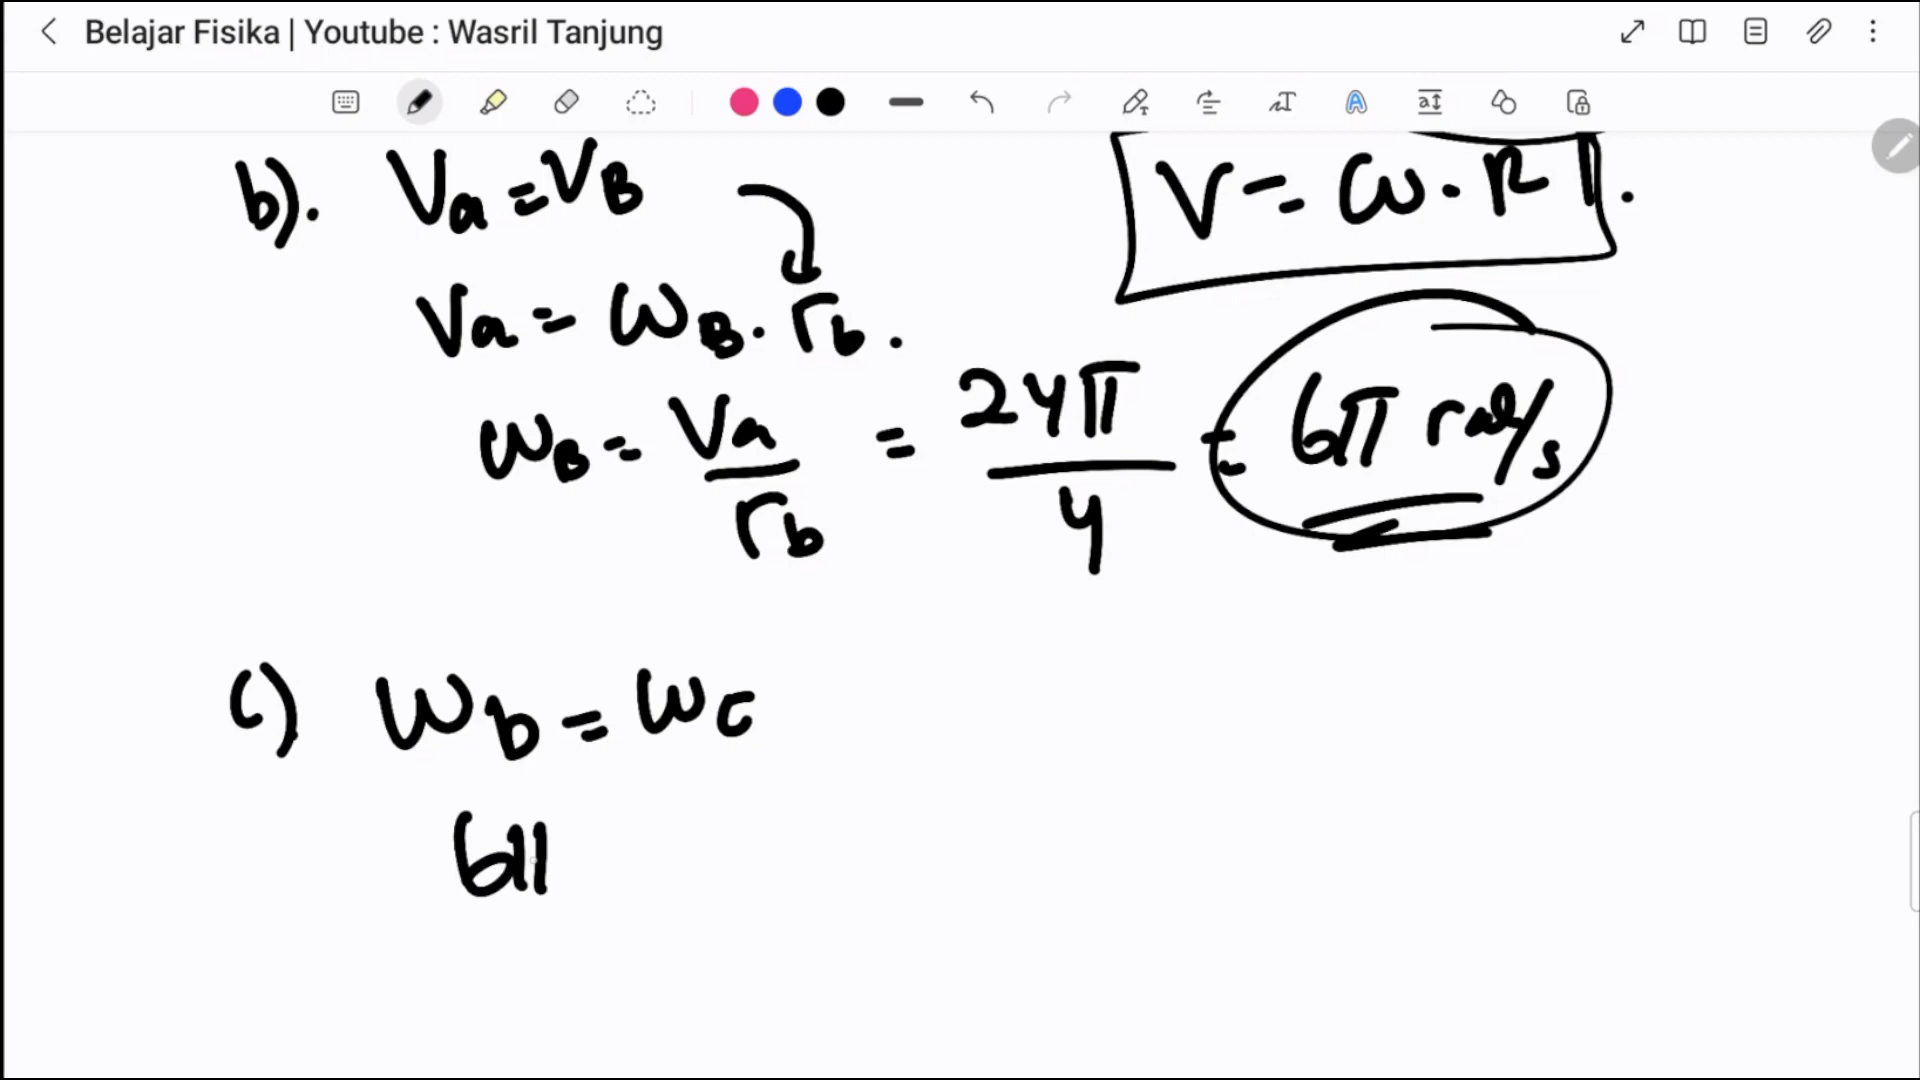 Belajar Fisika | Youtube : Wasril Tanjung
b). Va = VB
V = ω . R .
Va = ωB . rb .
ωB = Va / rb = 24π / 4 = 6π rad/s
c) ωb = ωc
6π